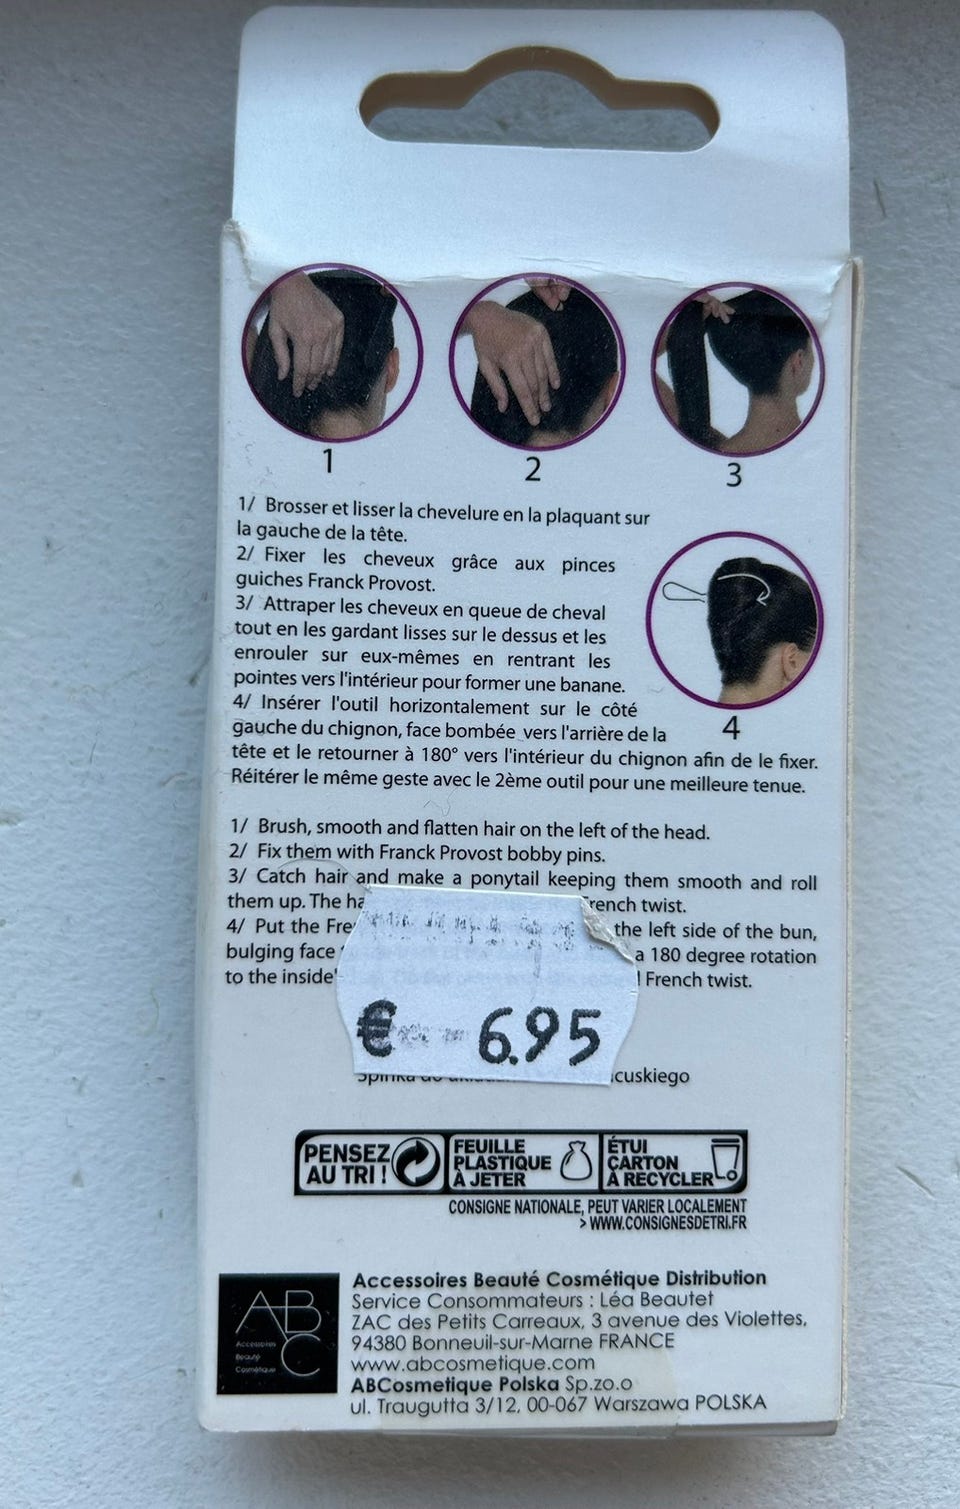 1
2
3
1/ Brosser et lisser la chevelure en la plaquant sur
la gauche de la tête.
2/ Fixer les cheveux grâce aux pinces
guiches Franck Provost.
3/ Attraper les cheveux en queue de cheval
tout en les gardant lisses sur le dessus et les
enrouler sur eux-mêmes en rentrant les
pointes vers l'intérieur pour former une banane.
4/ Insérer l'outil horizontalement sur le côté
gauche du chignon, face bombée vers l'arrière de la
tête et le retourner à 180° vers l'intérieur du chignon afin de le fixer.
Réitérer le même geste avec le 2ème outil pour une meilleure tenue.
4
1/ Brush, smooth and flatten hair on the left of the head.
2/ Fix them with Franck Provost bobby pins.
3/ Catch hair and make a ponytail keeping them smooth and roll
them up. The ha rench twist.
4/ Put the Fre the left side of the bun,
bulging face a 180 degree rotation
to the inside French twist.
€ 6.95
Spinka do cuskiego
PENSEZ
AU TRI !
FEUILLE
PLASTIQUE
À JETER
ÉTUI
CARTON
À RECYCLER
CONSIGNE NATIONALE, PEUT VARIER LOCALEMENT
> WWW.CONSIGNESDETRI.FR
ABC
Accessoires
Beauté
Cosmétique
Accessoires Beauté Cosmétique Distribution
Service Consommateurs : Léa Beautet
ZAC des Petits Carreaux, 3 avenue des Violettes,
94380 Bonneuil-sur-Marne FRANCE
www.abcosmetique.com
ABCosmetique Polska Sp.zo.o
ul. Traugutta 3/12, 00-067 Warszawa POLSKA